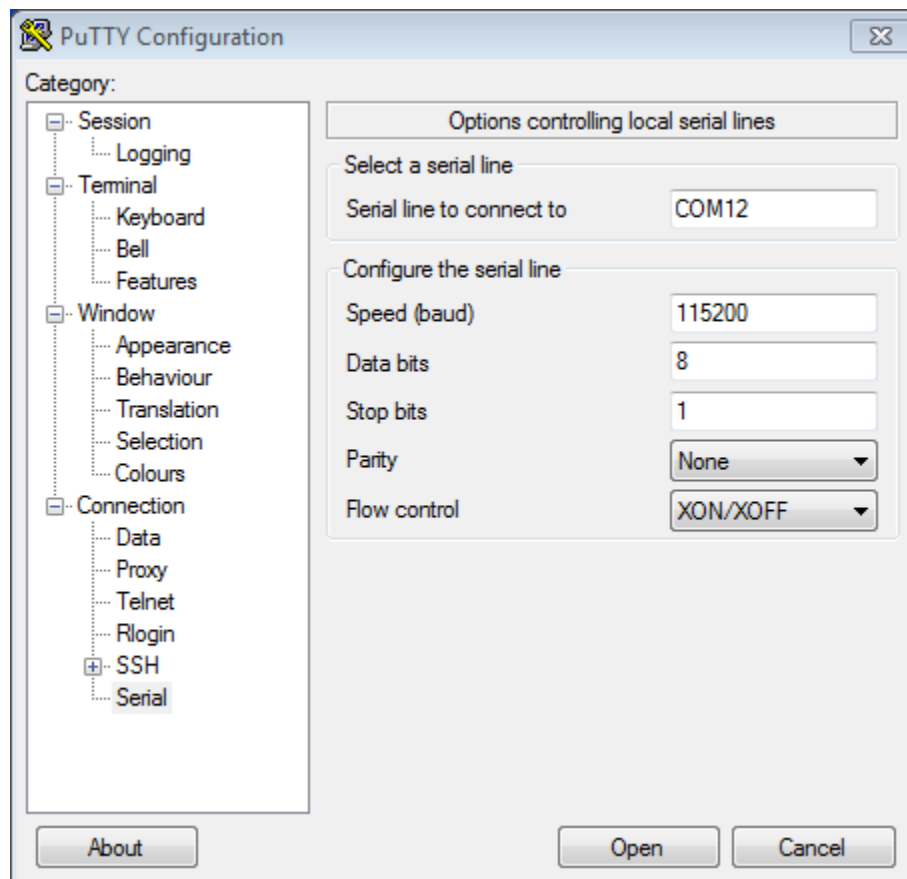 PuTTY Configuration
Category:
Session
Logging
Terminal
Keyboard
Bell
Features
Window
Appearance
Behaviour
Translation
Selection
Colours
Connection
Data
Proxy
Telnet
Rlogin
SSH
Serial
Options controlling local serial lines
Select a serial line
Serial line to connect to COM12
Configure the serial line
Speed (baud) 115200
Data bits 8
Stop bits 1
Parity None
Flow control XON/XOFF
About Open Cancel